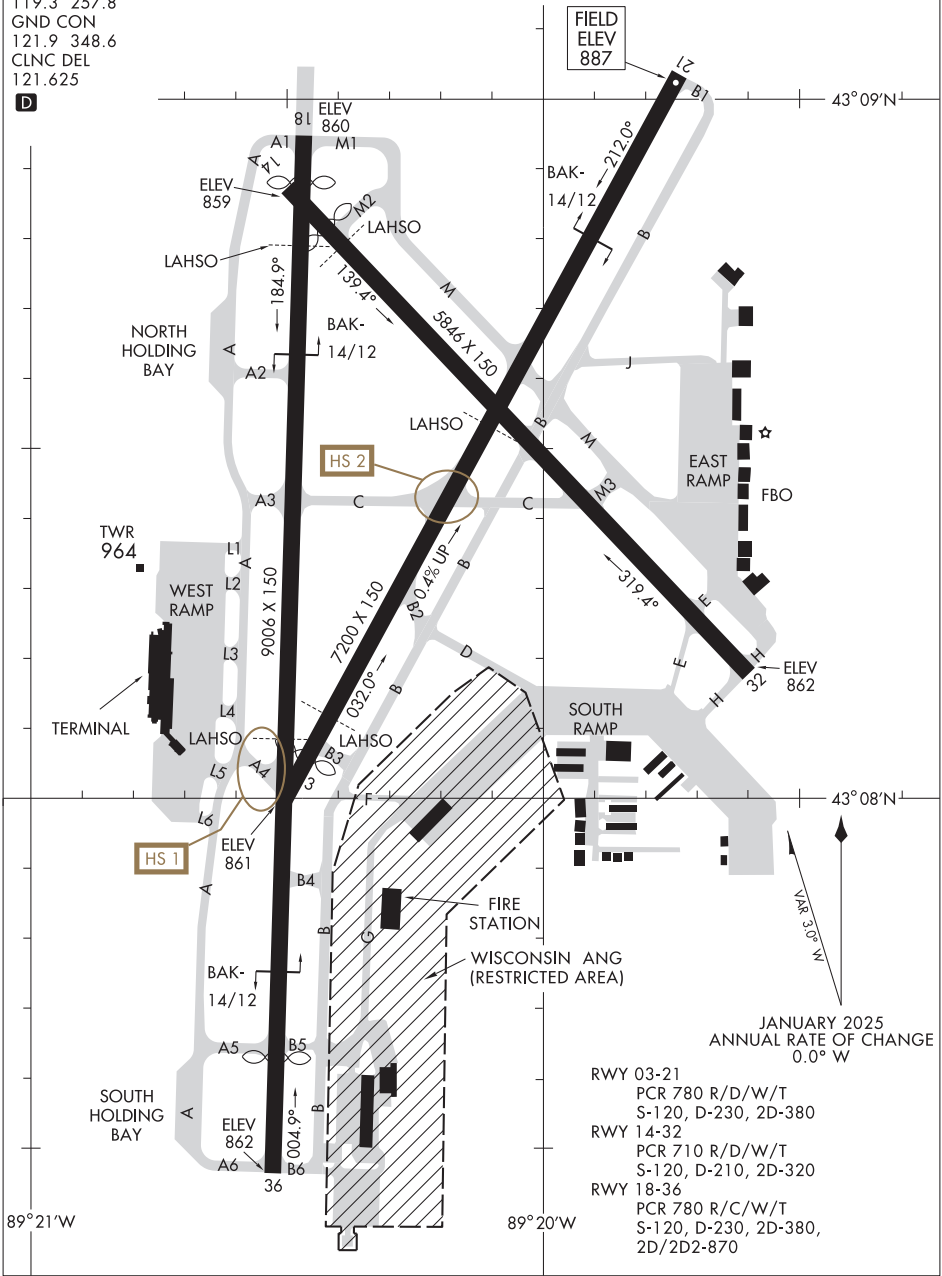 119.3 257.8
GND CON
121.9 348.6
CLNC DEL
121.625
D
FIELD
ELEV
887
21
B1
43°09'N
18
ELEV
860
A1
M1
A
14
ELEV
859
M2
LAHSO
LAHSO
212.0°
BAK-
14/12
B
184.9°
139.4°
M
5846 X 150
NORTH
HOLDING
BAY
A
A2
BAK-
14/12
J
LAHSO
B
M
HS 2
EAST
RAMP
FBO
A3
C
C
M3
TWR
964
L1
A
L2
WEST
RAMP
L3
9006 X 150
7200 X 150
0.4% UP
B
B2
319.4°
E
D
E
H
ELEV
862
32
H
TERMINAL
L4
032.0°
B
SOUTH
RAMP
LAHSO
LAHSO
A4
B3
L5
3
F
43°08'N
L6
ELEV
861
HS 1
A
B4
FIRE
STATION
B
G
WISCONSIN ANG
(RESTRICTED AREA)
VAR 3.0° W
BAK-
14/12
JANUARY 2025
ANNUAL RATE OF CHANGE
0.0° W
A5
B5
SOUTH
HOLDING
BAY
A
B
004.9°
ELEV
862
A6
B6
36
RWY 03-21
PCR 780 R/D/W/T
S-120, D-230, 2D-380
RWY 14-32
PCR 710 R/D/W/T
S-120, D-210, 2D-320
RWY 18-36
PCR 780 R/C/W/T
S-120, D-230, 2D-380,
2D/2D2-870
89°21'W
89°20'W